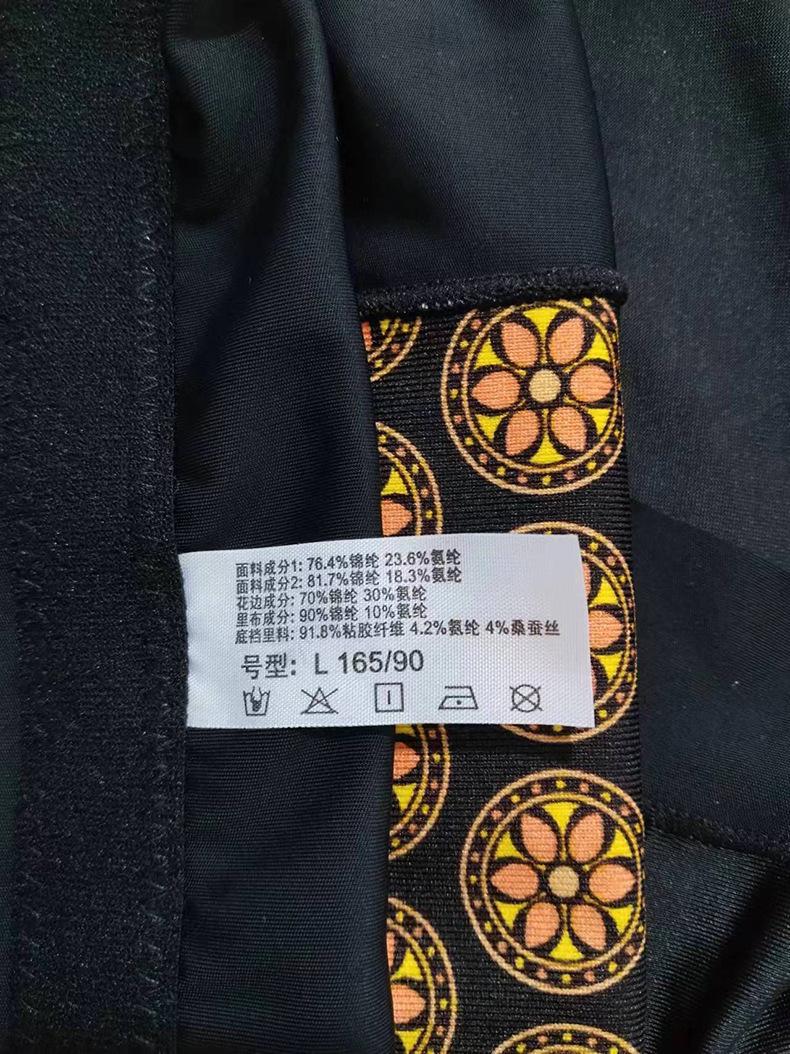 面料成分1: 76.4%锦纶 23.6%氨纶
面料成分2: 81.7%锦纶 18.3%氨纶
花边成分: 70%锦纶 30%氨纶
里布成分: 90%锦纶 10%氨纶
底裆里料: 91.8%粘胶纤维 4.2%氨纶 4%桑蚕丝
号型: L 165/90